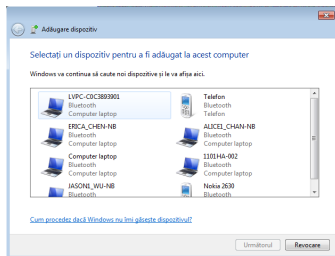 Adăugare dispozitiv
Selectați un dispozitiv pentru a fi adăugat la acest computer
Windows va continua să caute noi dispozitive și le va afișa aici.
LVPC-C0C3893901
Bluetooth
Computer laptop
Telefon
Bluetooth
Telefon
ERICA_CHEN-NB
Bluetooth
Computer laptop
ALICE1_CHAN-NB
Bluetooth
Computer laptop
Computer laptop
Bluetooth
Computer laptop
1101HA-002
Bluetooth
Computer laptop
JASON1_WU-NB
Bluetooth
Nokia 2630
Bluetooth
Cum procedez dacă Windows nu îmi găsește dispozitivul?
Următorul
Revocare